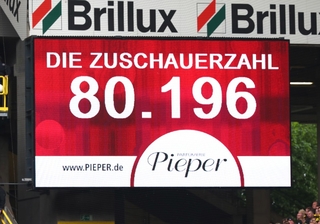 Brillux Brillux
DIE ZUSCHAUERZAHL
80.196
www.PIEPER.de
Pieper